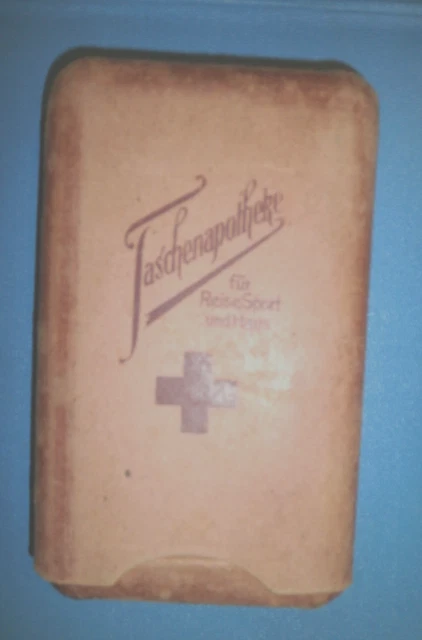 Taschenapotheke
für
Reise, Sport
und Haus